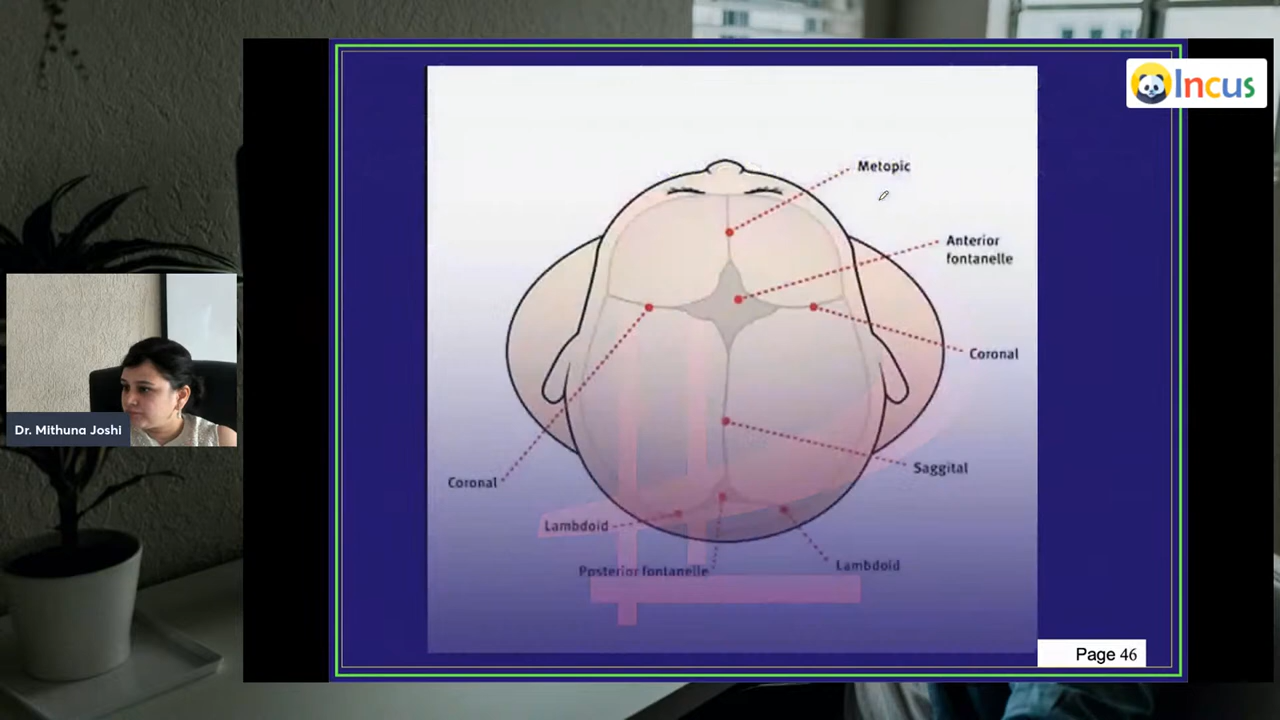 Incus
Metopic
Anterior
fontanelle
Coronal
Saggital
Coronal
Lambdoid
Lambdoid
Posterior fontanelle
Dr. Mithuna Joshi
Page 46